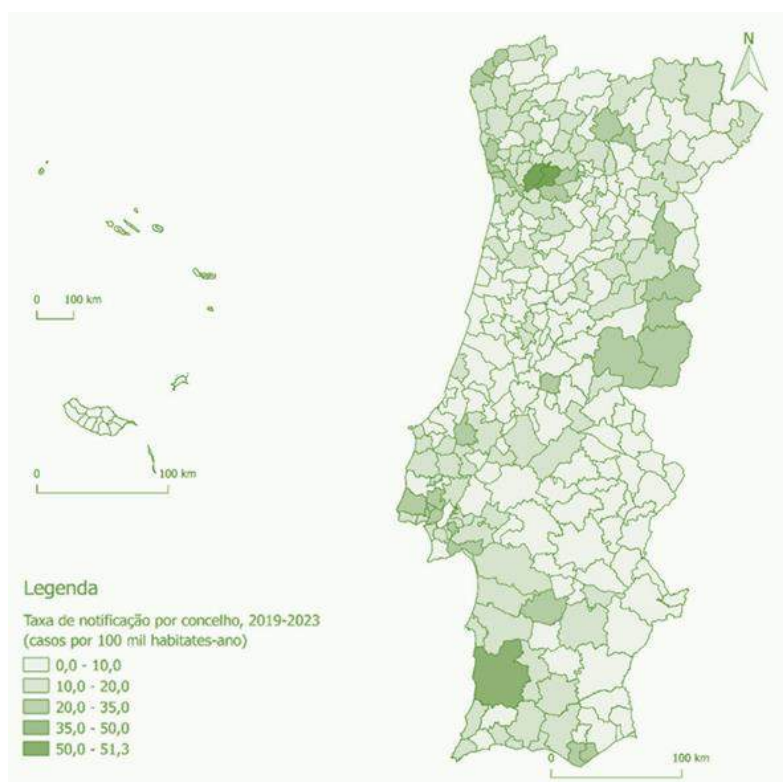 N
0 100 km
0 100 km
Legenda
Taxa de notificação por concelho, 2019-2023
(casos por 100 mil habitates-ano)
0,0 - 10,0
10,0 - 20,0
20,0 - 35,0
35,0 - 50,0
50,0 - 51,3
0 100 km